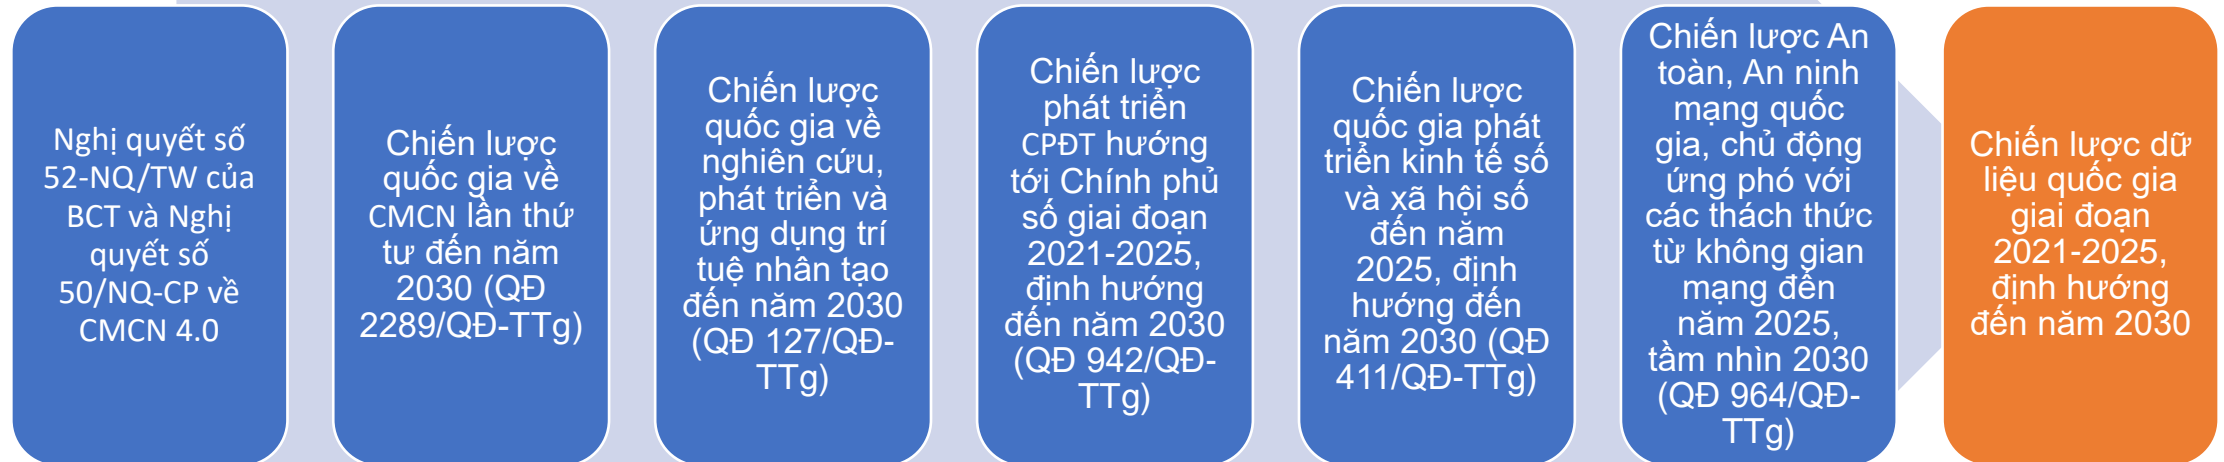 Nghị quyết số
52-NQ/TW của
BCT và Nghị
quyết số
50/NQ-CP về
CMCN 4.0
Chiến lược
quốc gia về
CMCN lần thứ
tư đến năm
2030 (QĐ
2289/QĐ-TTg)
Chiến lược
quốc gia về
nghiên cứu,
phát triển và
ứng dụng trí
tuệ nhân tạo
đến năm 2030
(QĐ 127/QĐ-
TTg)
Chiến lược
phát triển
CPĐT hướng
tới Chính phủ
số giai đoạn
2021-2025,
định hướng
đến năm 2030
(QĐ 942/QĐ-
TTg)
Chiến lược
quốc gia phát
triển kinh tế số
và xã hội số
đến năm
2025, định
hướng đến
năm 2030 (QĐ
411/QĐ-TTg)
Chiến lược An
toàn, An ninh
mạng quốc
gia, chủ động
ứng phó với
các thách thức
từ không gian
mạng đến
năm 2025,
tầm nhìn 2030
(QĐ 964/QĐ-
TTg)
Chiến lược dữ
liệu quốc gia
giai đoạn
2021-2025,
định hướng
đến năm 2030